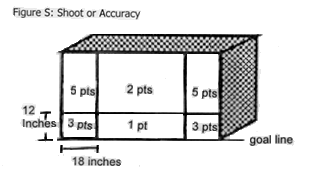 Figure S: Shoot or Accuracy
5 pts 2 pts 5 pts
12
Inches 3 pts 1 pt 3 pts
goal line
18 inches